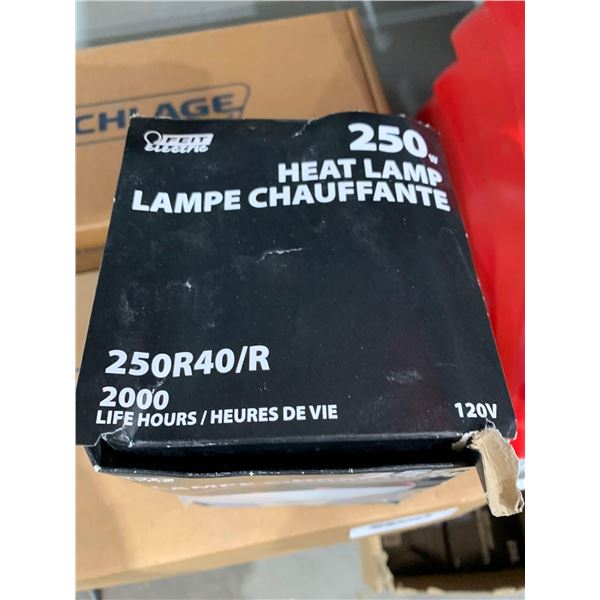 CHLAGE
FEIT
electric
250W
HEAT LAMP
LAMPE CHAUFFANTE
250R40/R
2000
LIFE HOURS / HEURES DE VIE
120V